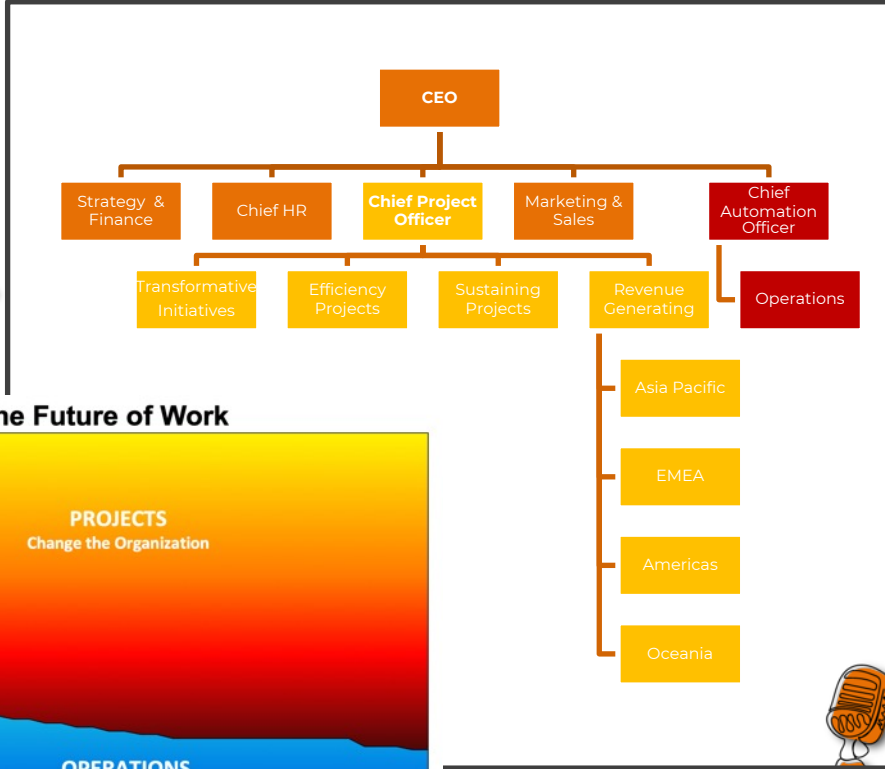 CEO
Strategy &
Finance
Chief HR
Chief Project
Officer
Marketing &
Sales
Chief
Automation
Officer
Transformative
Initiatives
Efficiency
Projects
Sustaining
Projects
Revenue
Generating
Operations
Asia Pacific
EMEA
Americas
Oceania
he Future of Work
PROJECTS
Change the Organization
OPERATIONS